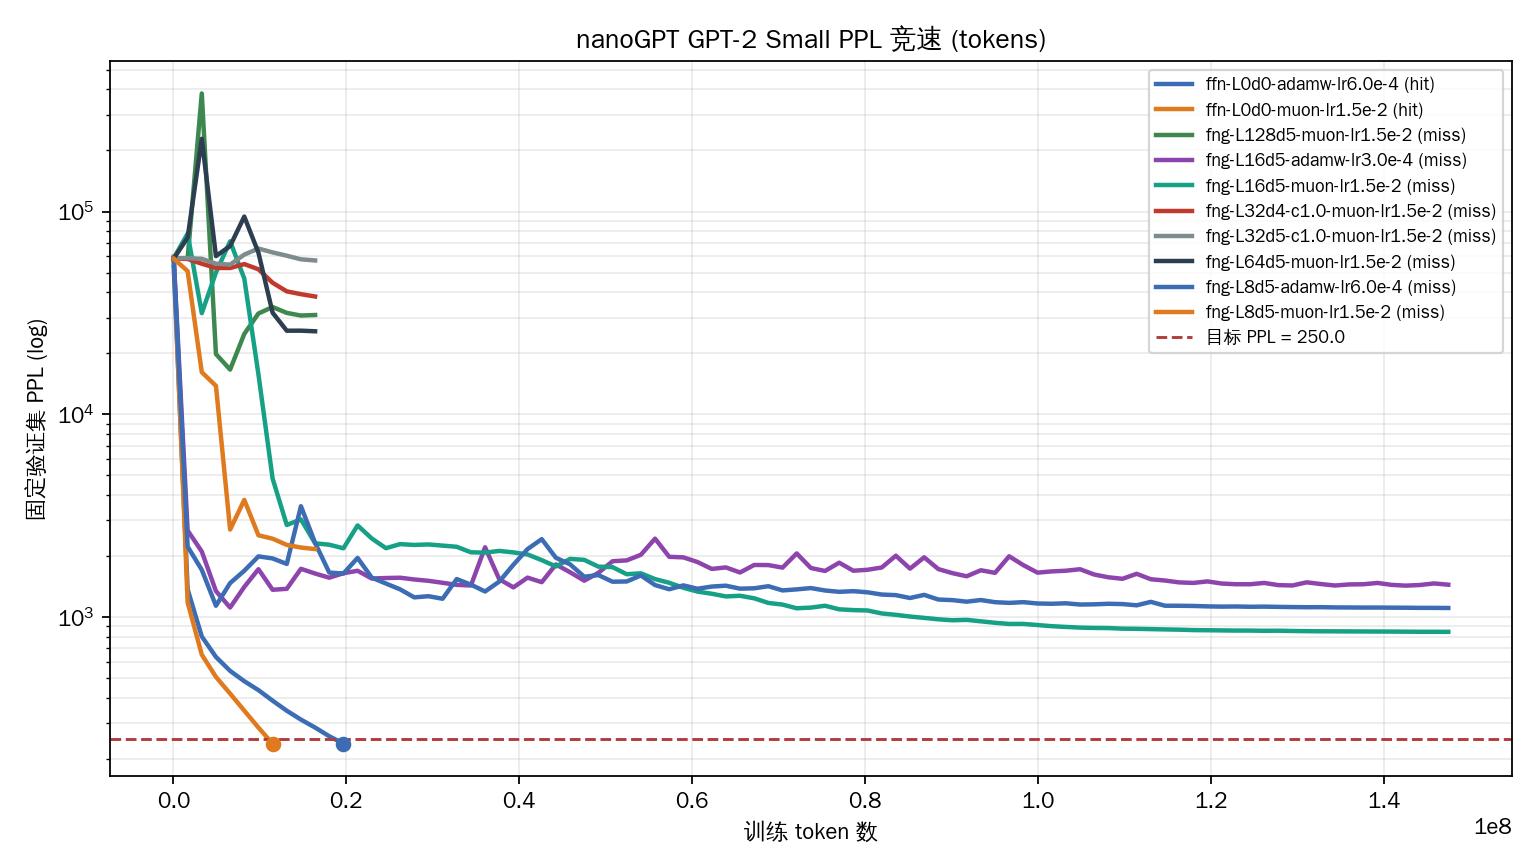 nanoGPT GPT-2 Small PPL 竞速 (tokens)
固定验证集 PPL (log)
10⁵
10⁴
10³
ffn-L0d0-adamw-lr6.0e-4 (hit)
ffn-L0d0-muon-lr1.5e-2 (hit)
fng-L128d5-muon-lr1.5e-2 (miss)
fng-L16d5-adamw-lr3.0e-4 (miss)
fng-L16d5-muon-lr1.5e-2 (miss)
fng-L32d4-c1.0-muon-lr1.5e-2 (miss)
fng-L32d5-c1.0-muon-lr1.5e-2 (miss)
fng-L64d5-muon-lr1.5e-2 (miss)
fng-L8d5-adamw-lr6.0e-4 (miss)
fng-L8d5-muon-lr1.5e-2 (miss)
目标 PPL = 250.0
0.0 0.2 0.4 0.6 0.8 1.0 1.2 1.4
1e8
训练 token 数